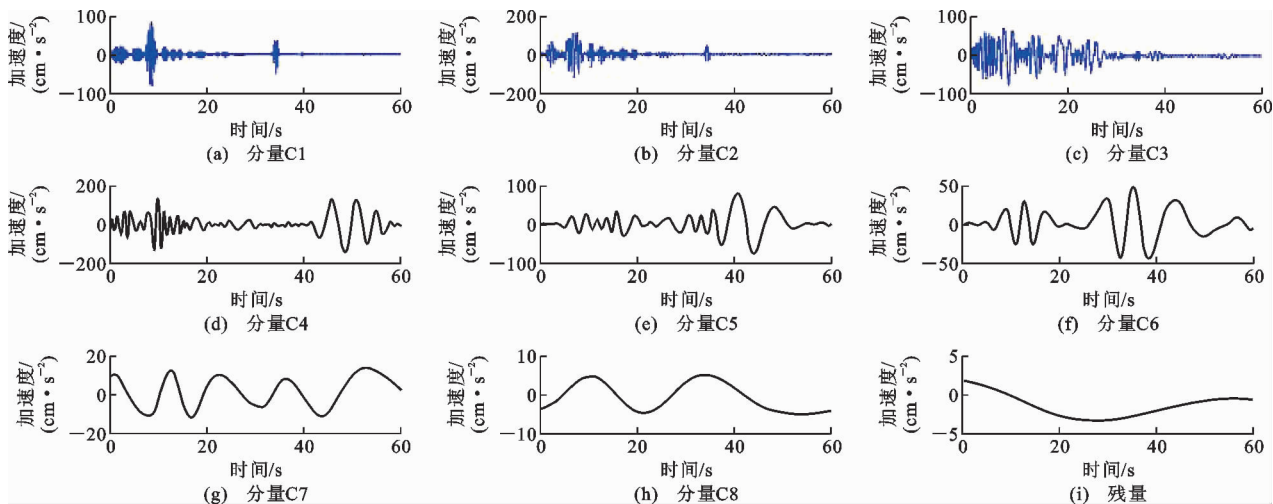 加速度/
(cm·s⁻²)
100
0
−100
0
20
40
60
时间/s
(a) 分量C1
加速度/
(cm·s⁻²)
200
0
−200
0
20
40
60
时间/s
(b) 分量C2
加速度/
(cm·s⁻²)
100
0
−100
0
20
40
60
时间/s
(c) 分量C3
加速度/
(cm·s⁻²)
200
0
−200
0
20
40
60
时间/s
(d) 分量C4
加速度/
(cm·s⁻²)
100
0
−100
0
20
40
60
时间/s
(e) 分量C5
加速度/
(cm·s⁻²)
50
0
−50
0
20
40
60
时间/s
(f) 分量C6
加速度/
(cm·s⁻²)
20
0
−20
0
20
40
60
时间/s
(g) 分量C7
加速度/
(cm·s⁻²)
10
0
−10
0
20
40
60
时间/s
(h) 分量C8
加速度/
(cm·s⁻²)
5
0
−5
0
20
40
60
时间/s
(i) 残量